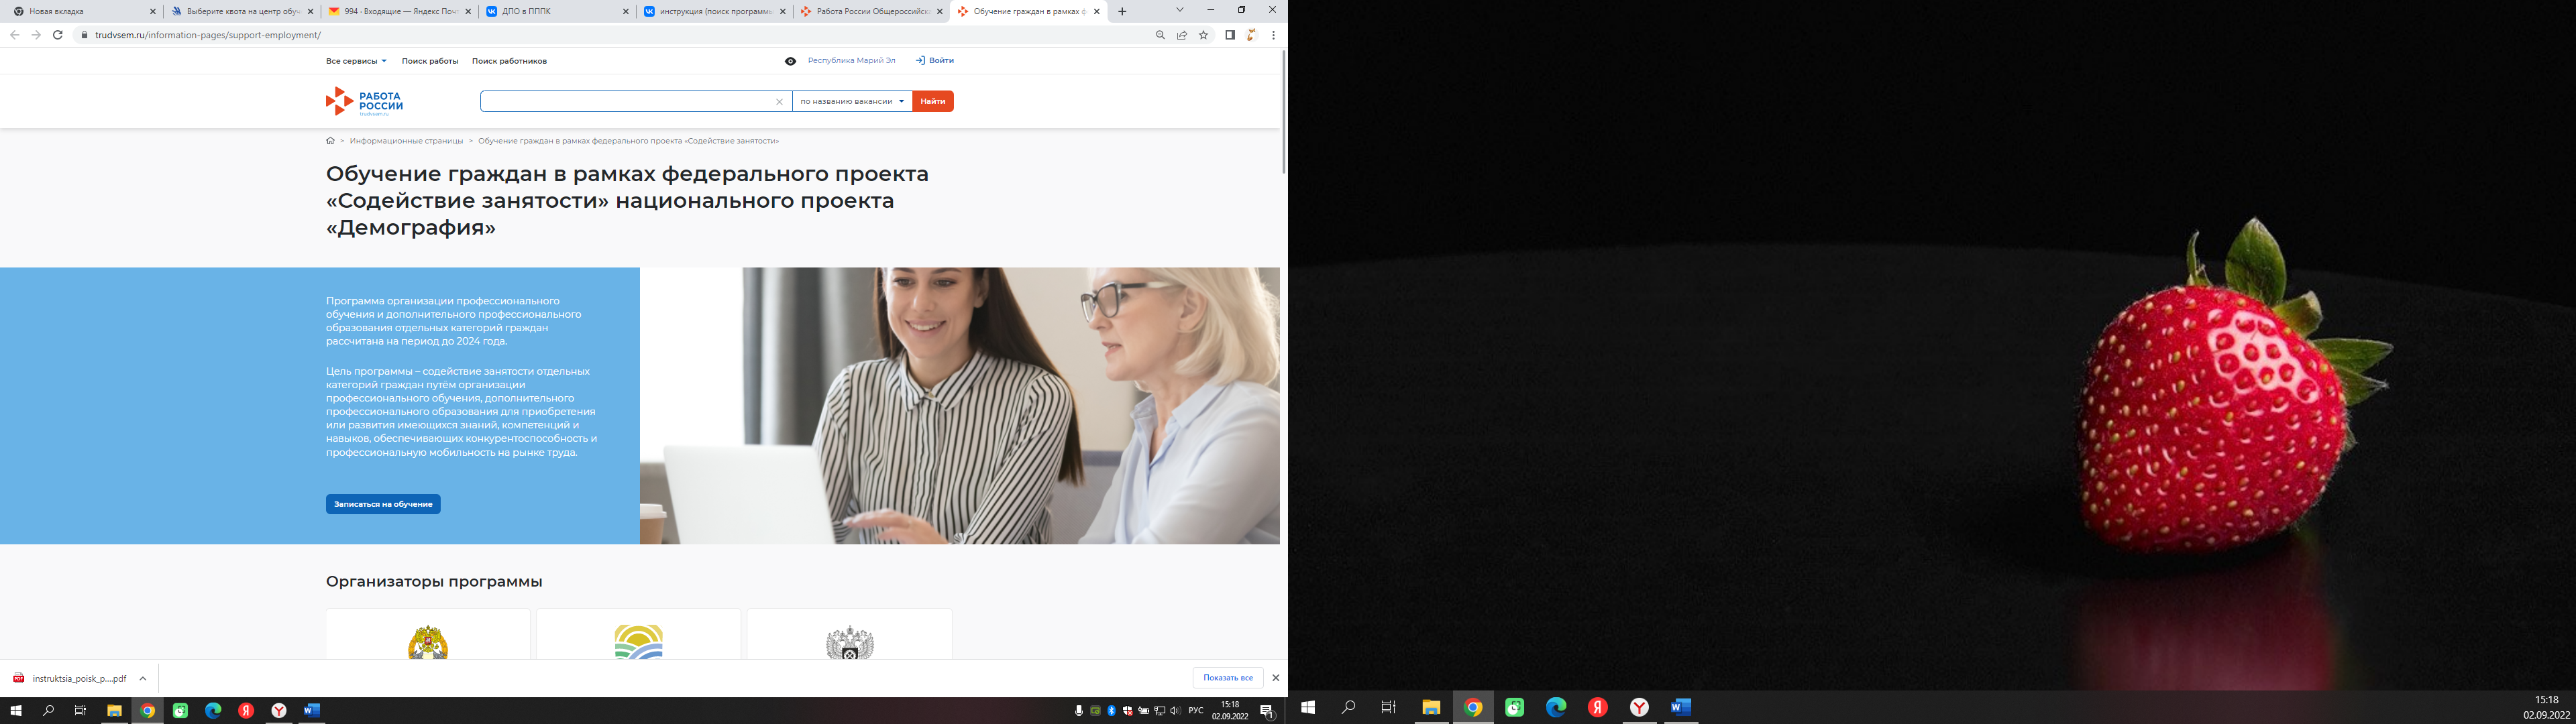 Новая вкладка
Выберите квота на центр обуч
994 - Входящие — Яндекс Почт
ДПО в ПППК
инструкция (поиск программы
Работа России Общероссийска
Обучение граждан в рамках ф
trudvsem.ru/information-pages/support-employment/
Все сервисы
Поиск работы
Поиск работников
Республика Марий Эл
Войти
РАБОТА
РОССИИ
trudvsem.ru
по названию вакансии
Найти
> Информационные страницы > Обучение граждан в рамках федерального проекта «Содействие занятости»
Обучение граждан в рамках федерального проекта
«Содействие занятости» национального проекта
«Демография»
Программа организации профессионального
обучения и дополнительного профессионального
образования отдельных категорий граждан
рассчитана на период до 2024 года.
Цель программы – содействие занятости отдельных
категорий граждан путём организации
профессионального обучения, дополнительного
профессионального образования для приобретения
или развития имеющихся знаний, компетенций и
навыков, обеспечивающих конкурентоспособность и
профессиональную мобильность на рынке труда.
Записаться на обучение
Организаторы программы
instruktsia_poisk_p....pdf
Показать все
РУС
15:18
02.09.2022
1
15:18
02.09.2022